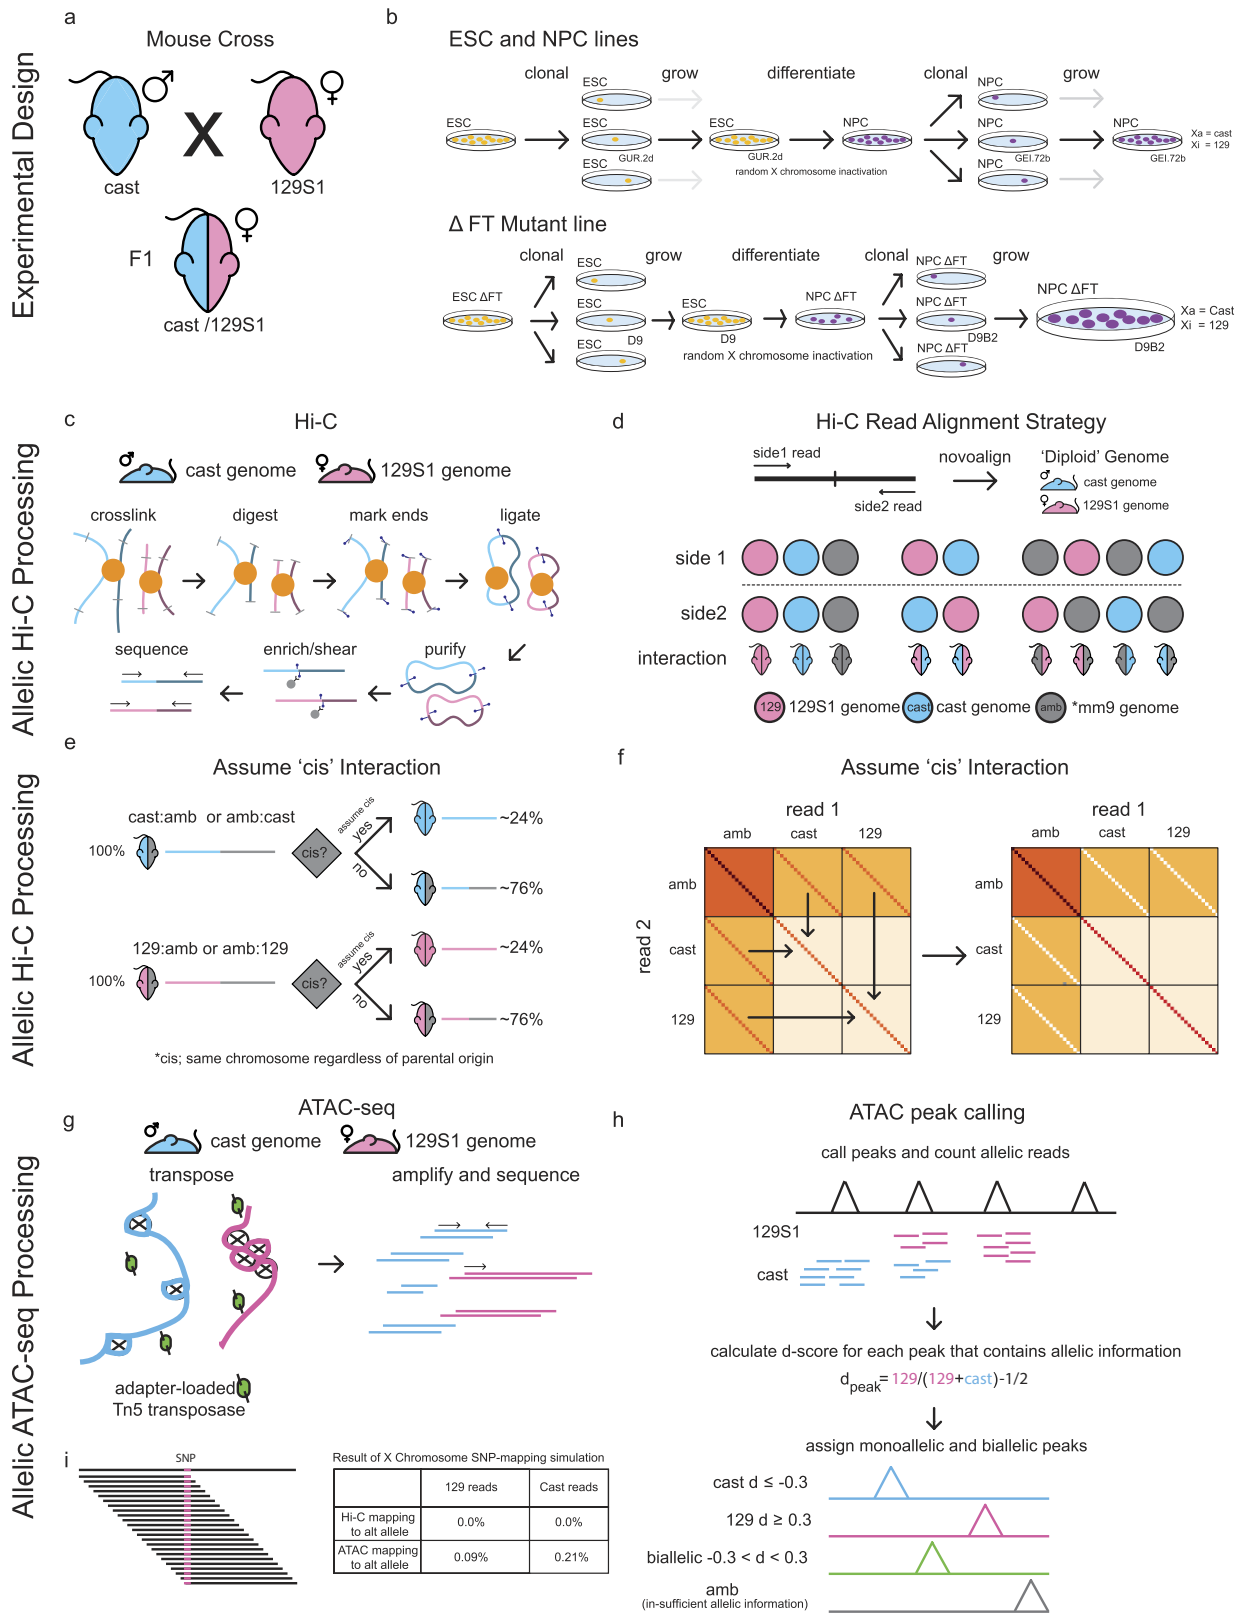 Experimental Design
a
Mouse Cross
cast
X
129S1
F1
cast /129S1
b
ESC and NPC lines
clonal
grow
differentiate
clonal
grow
ESC
ESC
ESC
GUR.2d
ESC
ESC
GUR.2d
NPC
random X chromosome inactivation
NPC
NPC
GEI.72b
NPC
NPC
GEI.72b
Xa = cast
Xi = 129
Δ FT Mutant line
clonal
grow
differentiate
clonal
grow
ESC ΔFT
ESC
ESC
D9
ESC
ESC
D9
NPC ΔFT
random X chromosome inactivation
NPC ΔFT
NPC ΔFT
D9B2
NPC ΔFT
NPC ΔFT
D9B2
Xa = Cast
Xi = 129
Allelic Hi-C Processing
c
Hi-C
cast genome
129S1 genome
crosslink
digest
mark ends
ligate
sequence
enrich/shear
purify
d
Hi-C Read Alignment Strategy
side1 read
side2 read
novoalign
‘Diploid’ Genome
cast genome
129S1 genome
side 1
side2
interaction
129
129S1 genome
cast
cast genome
amb
*mm9 genome
Allelic Hi-C Processing
e
Assume ‘cis’ Interaction
cast:amb or amb:cast
100%
cis?
assume cis
yes
no
~24%
~76%
129:amb or amb:129
100%
cis?
assume cis
yes
no
~24%
~76%
*cis; same chromosome regardless of parental origin
f
Assume ‘cis’ Interaction
read 1
amb
cast
129
read 2
amb
cast
129
read 1
amb
cast
129
amb
cast
129
Allelic ATAC-seq Processing
g
ATAC-seq
cast genome
129S1 genome
transpose
amplify and sequence
adapter-loaded
Tn5 transposase
h
ATAC peak calling
call peaks and count allelic reads
129S1
cast
calculate d-score for each peak that contains allelic information
dpeak= 129/(129+cast)-1/2
assign monoallelic and biallelic peaks
cast d ≤ -0.3
129 d ≥ 0.3
biallelic -0.3 < d < 0.3
amb
(in-sufficient allelic information)
i
SNP
Result of X Chromosome SNP-mapping simulation
129 reads
Cast reads
Hi-C mapping
to alt allele
0.0%
0.0%
ATAC mapping
to alt allele
0.09%
0.21%